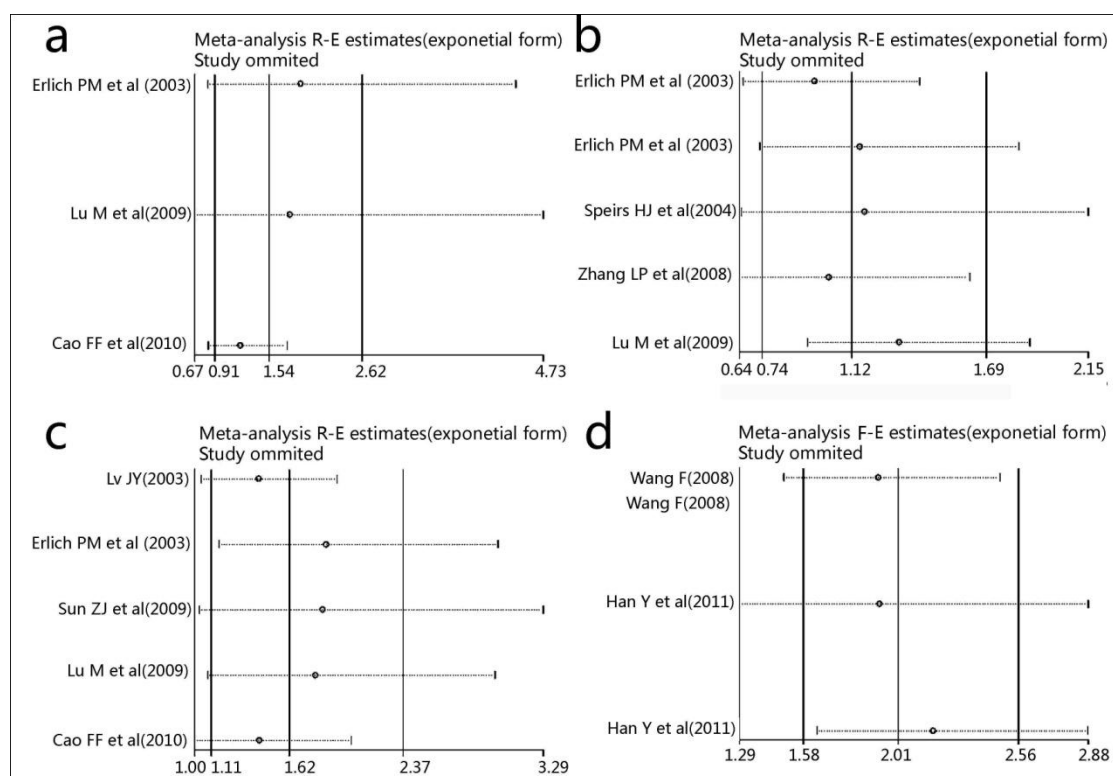 a
Meta-analysis R-E estimates(exponetial form)
Study ommited
Erlich PM et al (2003)
Lu M et al(2009)
Cao FF et al(2010)
0.67 0.91 1.54 2.62 4.73
b
Meta-analysis R-E estimates(exponetial form)
Study ommited
Erlich PM et al (2003)
Erlich PM et al (2003)
Speirs HJ et al(2004)
Zhang LP et al(2008)
Lu M et al(2009)
0.64 0.74 1.12 1.69 2.15
c
Meta-analysis R-E estimates(exponetial form)
Study ommited
Lv JY(2003)
Erlich PM et al (2003)
Sun ZJ et al(2009)
Lu M et al(2009)
Cao FF et al(2010)
1.00 1.11 1.62 2.37 3.29
d
Meta-analysis F-E estimates(exponetial form)
Study ommited
Wang F(2008)
Wang F(2008)
Han Y et al(2011)
Han Y et al(2011)
1.29 1.58 2.01 2.56 2.88